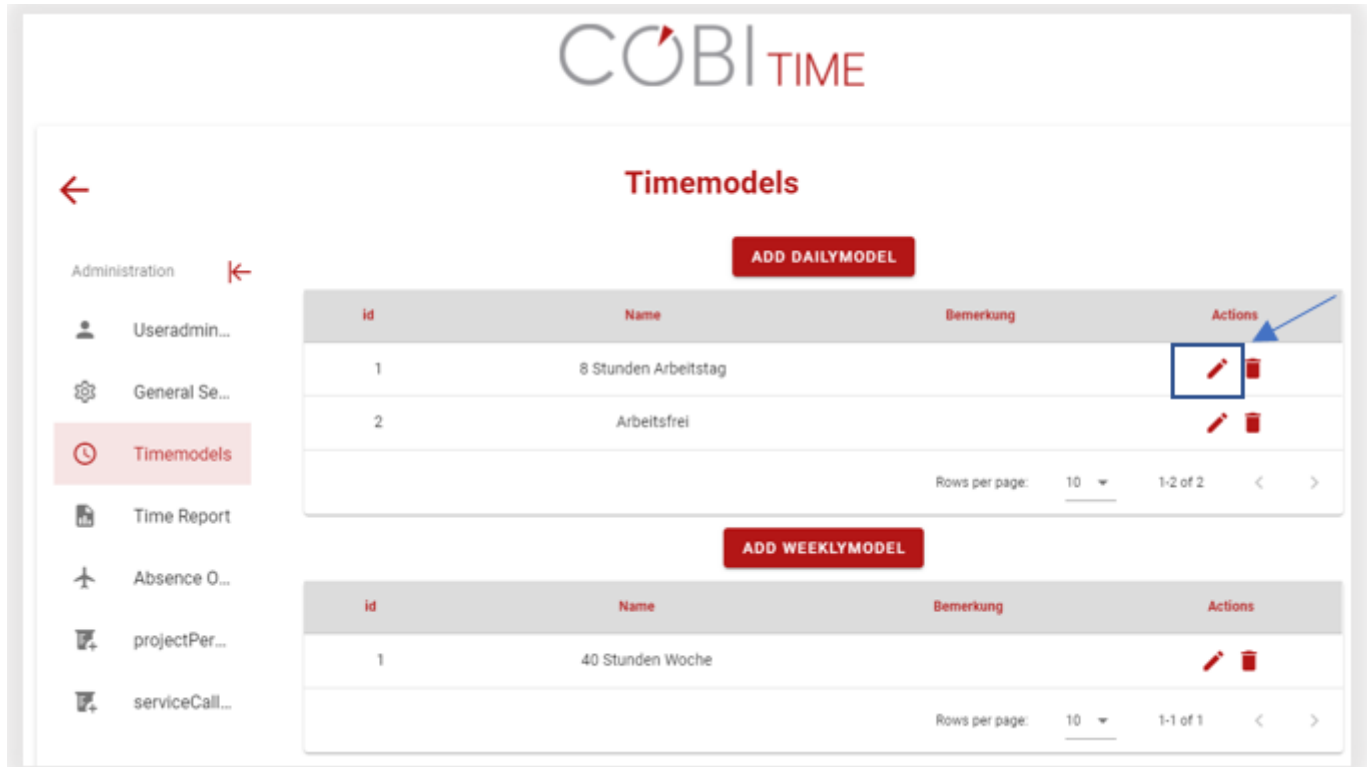 COBI TIME
Timemodels
Administration
ADD DAILYMODEL
id Name Bemerkung Actions
Useradmin...
1 8 Stunden Arbeitstag
General Se...
2 Arbeitsfrei
Timemodels
Rows per page: 10 1-2 of 2
Time Report
ADD WEEKLYMODEL
Absence O...
id Name Bemerkung Actions
projectPer...
1 40 Stunden Woche
serviceCall...
Rows per page: 10 1-1 of 1